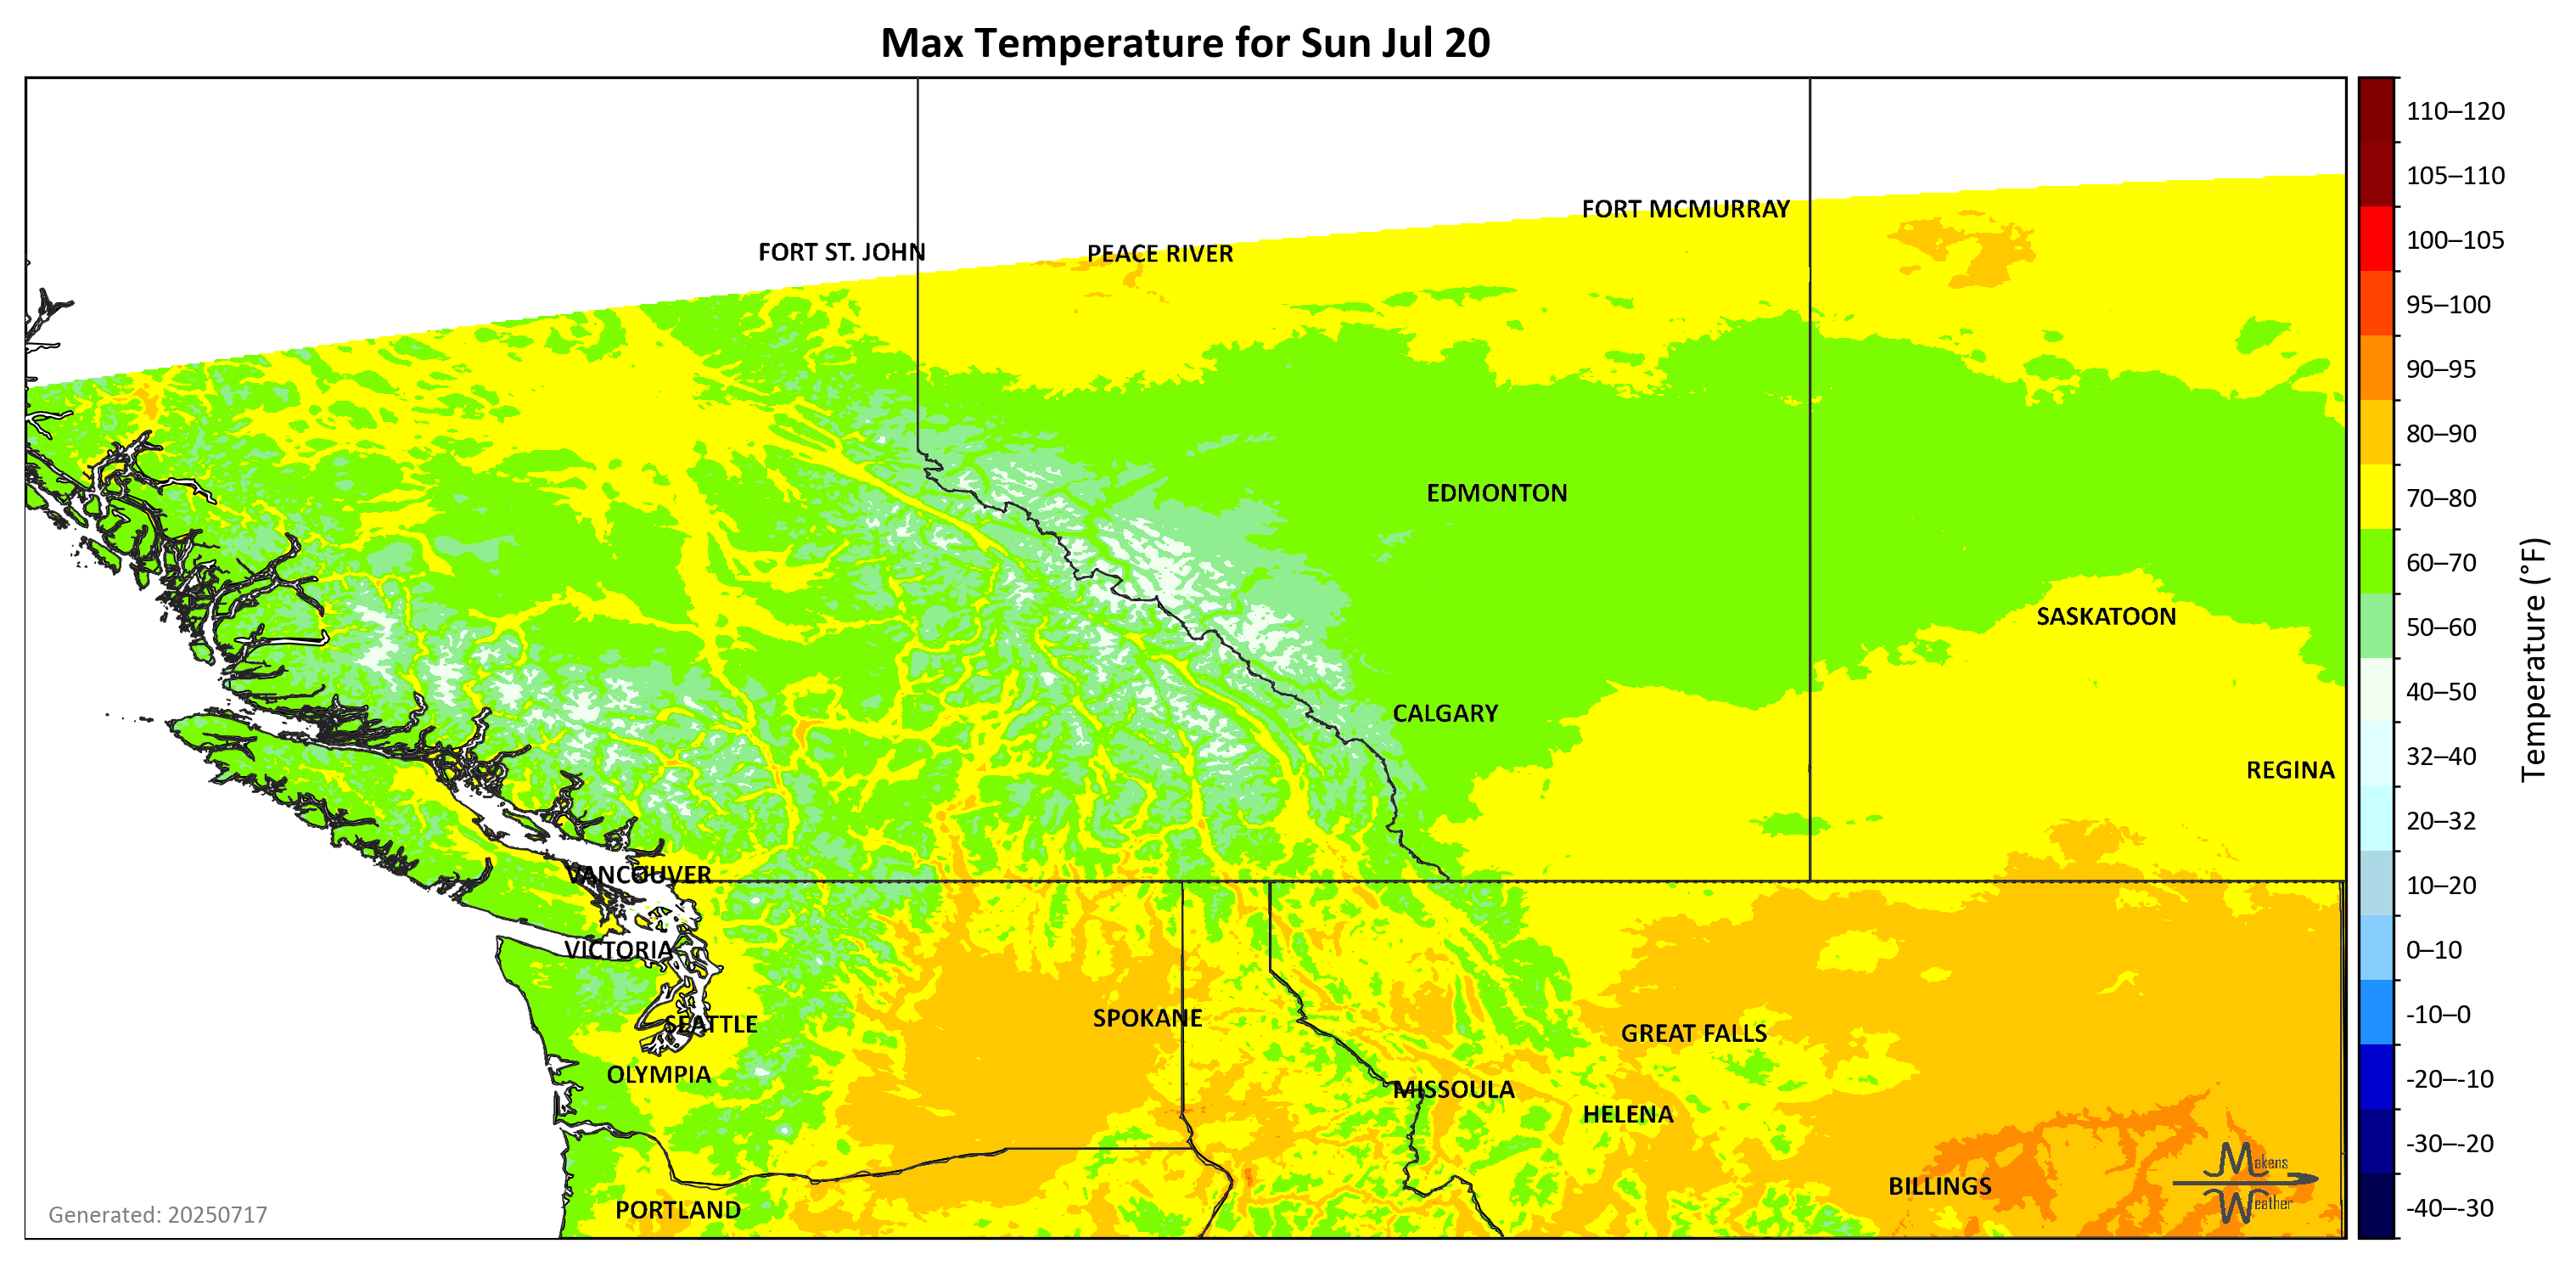 Max Temperature for Sun Jul 20
FORT MCMURRAY
FORT ST. JOHN
PEACE RIVER
EDMONTON
SASKATOON
CALGARY
REGINA
VANCOUVER
VICTORIA
SEATTLE
SPOKANE
GREAT FALLS
OLYMPIA
MISSOULA
HELENA
BILLINGS
PORTLAND
Makens
Weather
Generated: 20250717
110–120
105–110
100–105
95–100
90–95
80–90
70–80
60–70
50–60
40–50
32–40
20–32
10–20
0–10
-10–0
-20–-10
-30–-20
-40–-30
Temperature (°F)